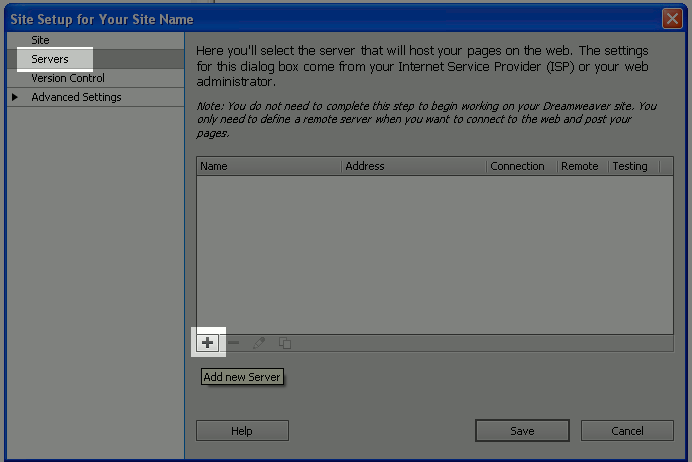 Site Setup for Your Site Name
Site
Servers
Version Control
Advanced Settings
Here you'll select the server that will host your pages on the web. The settings
for this dialog box come from your Internet Service Provider (ISP) or your web
administrator.
Note: You do not need to complete this step to begin working on your Dreamweaver site. You
only need to define a remote server when you want to connect to the web and post your
pages.
Name Address Connection Remote Testing
Add new Server
Help Save Cancel